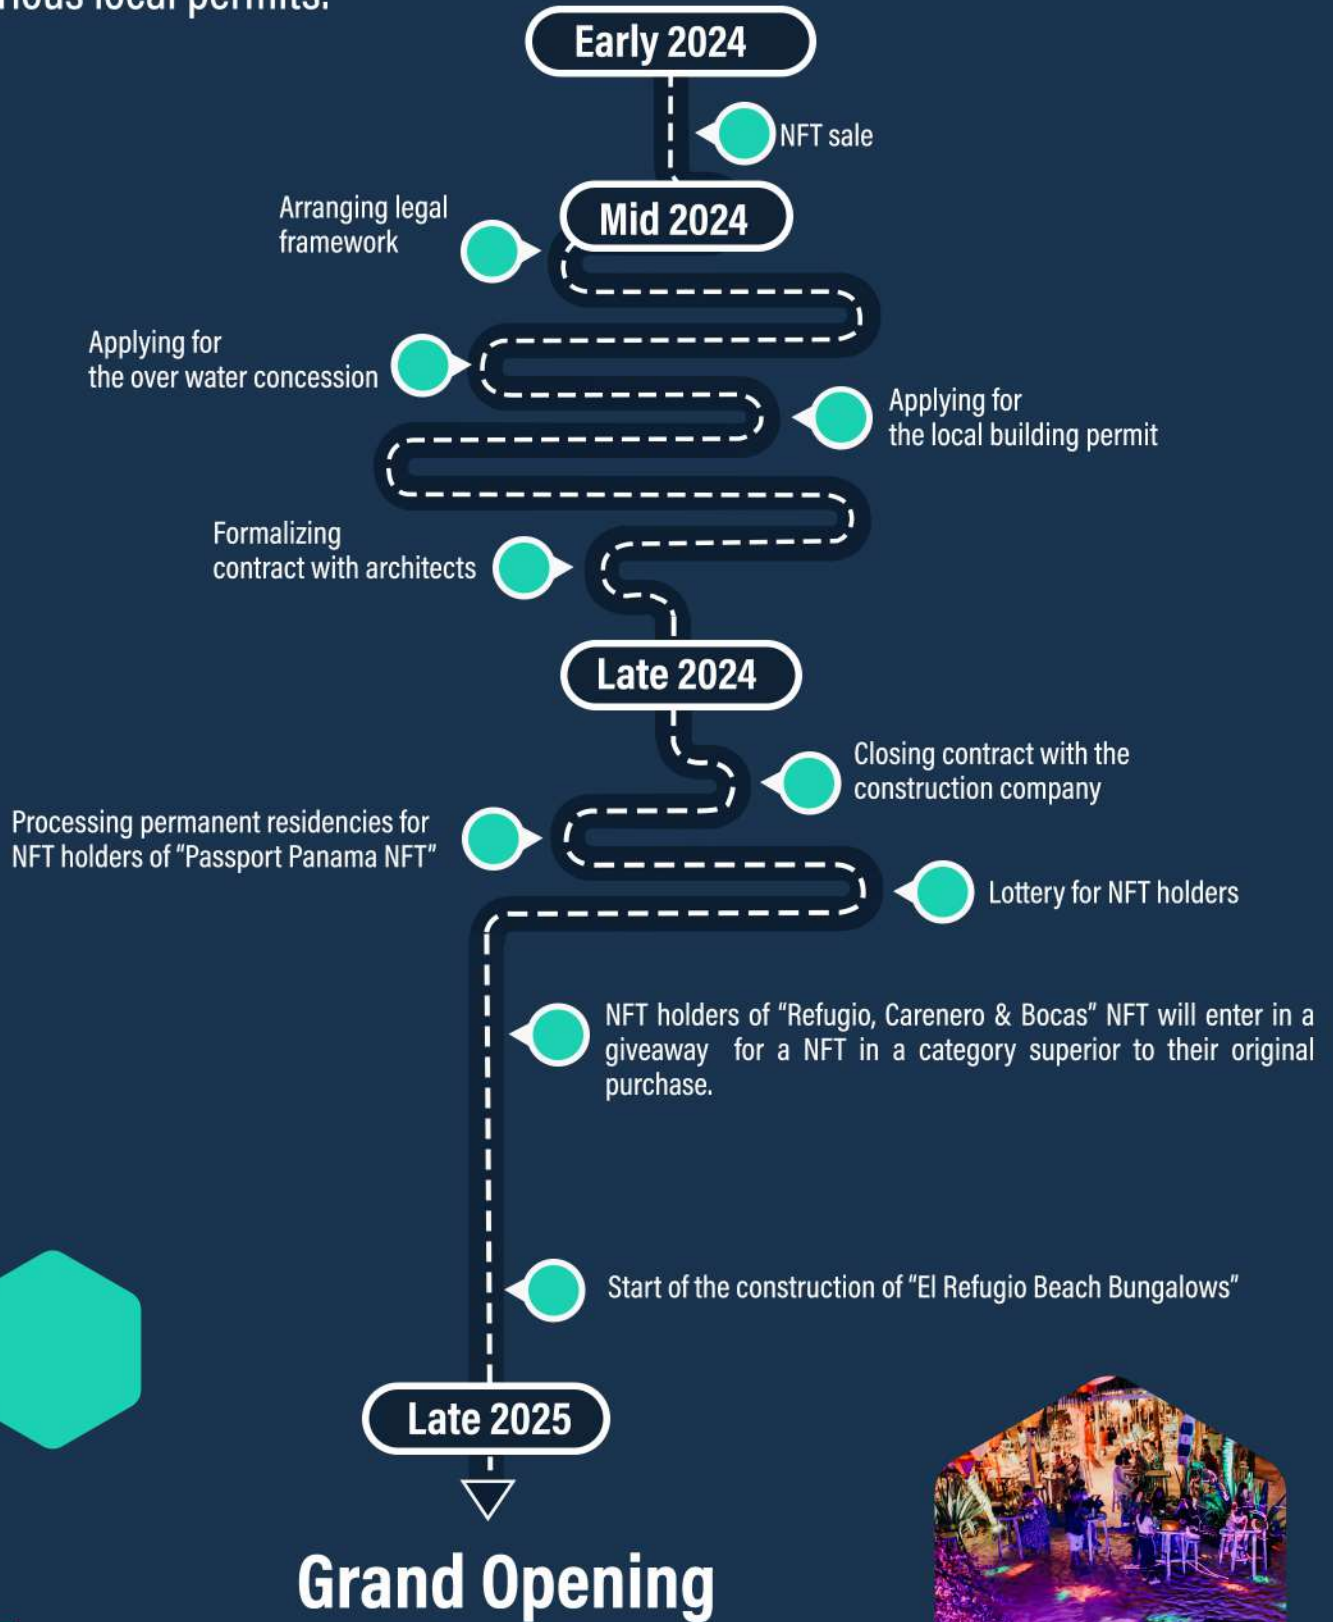 local permits.
Early 2024
NFT sale
Mid 2024
Arranging legal
framework
Applying for
the over water concession
Applying for
the local building permit
Formalizing
contract with architects
Late 2024
Closing contract with the
construction company
Processing permanent residencies for
NFT holders of “Passport Panama NFT”
Lottery for NFT holders
NFT holders of “Refugio, Carenero & Bocas” NFT will enter in a
giveaway for a NFT in a category superior to their original
purchase.
Start of the construction of “El Refugio Beach Bungalows”
Late 2025
Grand Opening